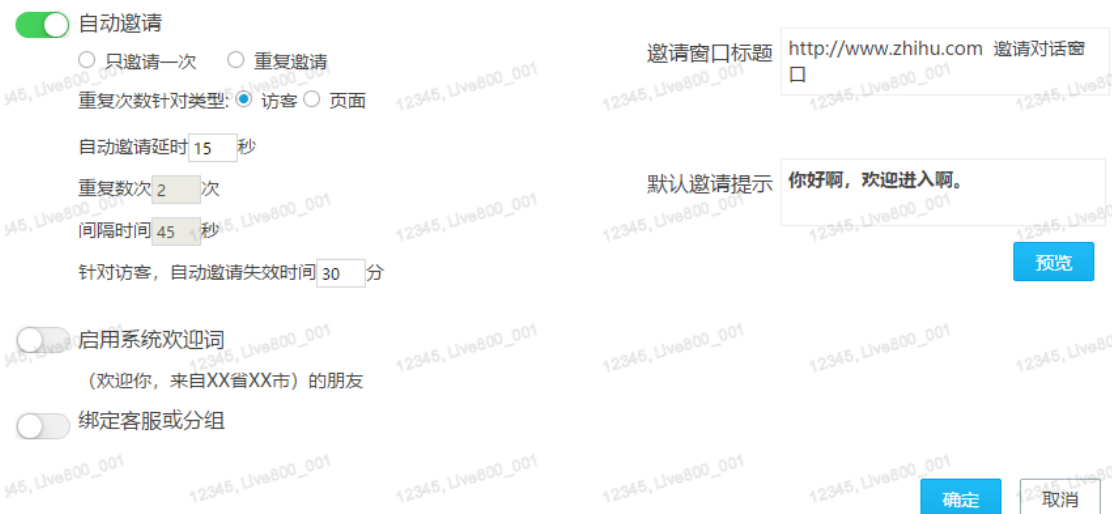 自动邀请
只邀请一次 重复邀请
重复次数针对类型: 访客 页面
自动邀请延时 15 秒
重复数次 2 次
间隔时间 45 秒
针对访客，自动邀请失效时间 30 分
启用系统欢迎词
（欢迎你，来自XX省XX市）的朋友
绑定客服或分组
邀请窗口标题
http://www.zhihu.com 邀请对话窗
口
默认邀请提示
你好啊，欢迎进入啊。
预览
确定 取消
12345, Live800_001